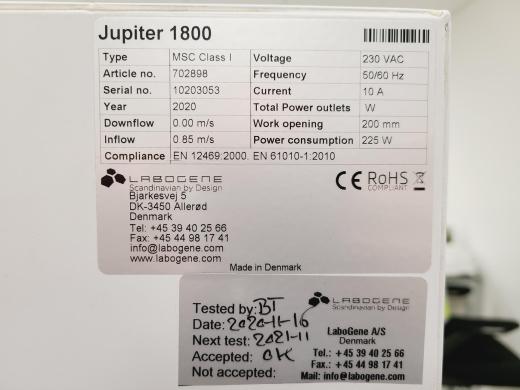 Jupiter 1800
Type MSC Class I Voltage 230 VAC
Article no. 702898 Frequency 50/60 Hz
Serial no. 10203053 Current 10 A
Year 2020 Total Power outlets W
Downflow 0.00 m/s Work opening 200 mm
Inflow 0.85 m/s Power consumption 225 W
Compliance EN 12469:2000. EN 61010-1:2010
LABOGENE
Scandinavian by Design
CE RoHS
COMPLIANT
Bjarkesvej 5
DK-3450 Allerød
Denmark
Tel: +45 39 40 25 66
Fax: +45 44 98 17 41
info@labogene.com
www.labogene.com
Made in Denmark
LABOGENE
Scandinavian by Design
Tested by: BT
Date: 2020-11-16
Next test: 2021-11
Accepted: OK
Not accepted:
LaboGene A/S
Denmark
Tel.: +45 39 40 25 66
Fax.: +45 44 98 17 41
Mail: info@labogene.com